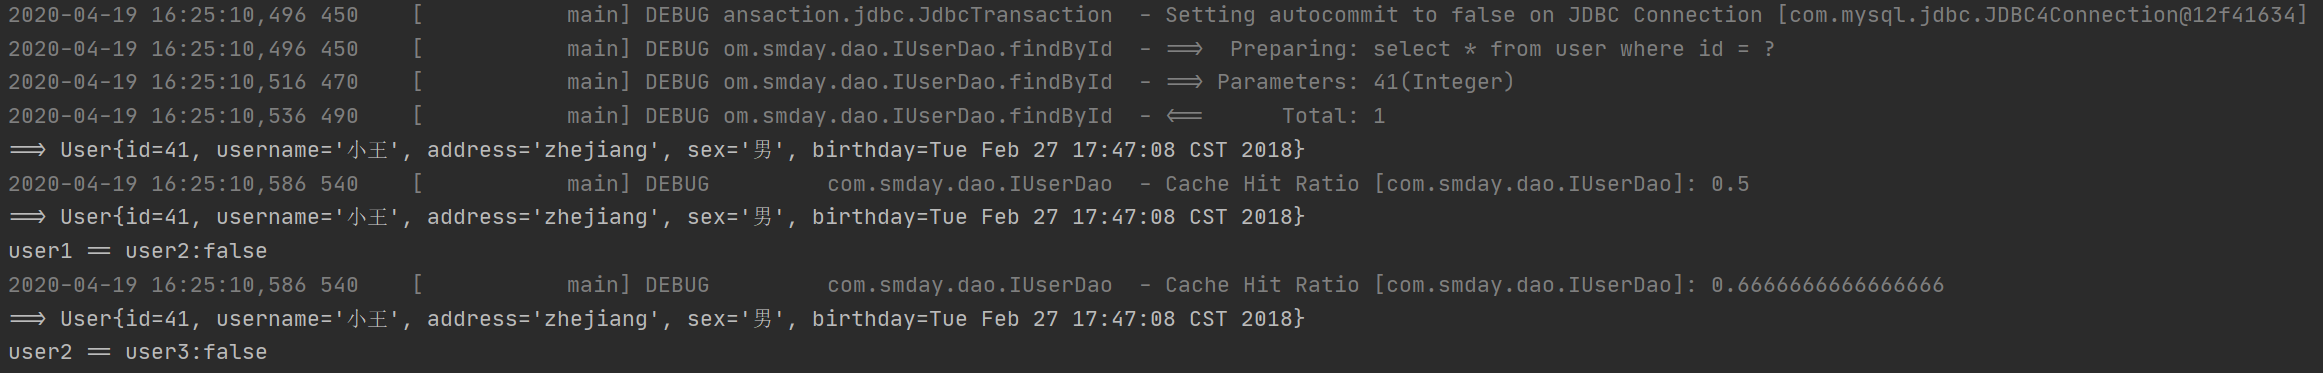 2020-04-19 16:25:10,496 450    [           main] DEBUG ansaction.jdbc.JdbcTransaction  - Setting autocommit to false on JDBC Connection [com.mysql.jdbc.JDBC4Connection@12f41634]
2020-04-19 16:25:10,496 450    [           main] DEBUG om.smday.dao.IUserDao.findById  - ==>  Preparing: select * from user where id = ?
2020-04-19 16:25:10,516 470    [           main] DEBUG om.smday.dao.IUserDao.findById  - ==> Parameters: 41(Integer)
2020-04-19 16:25:10,536 490    [           main] DEBUG om.smday.dao.IUserDao.findById  - <==      Total: 1
==> User{id=41, username='小王', address='zhejiang', sex='男', birthday=Tue Feb 27 17:47:08 CST 2018}
2020-04-19 16:25:10,586 540    [           main] DEBUG         com.smday.dao.IUserDao  - Cache Hit Ratio [com.smday.dao.IUserDao]: 0.5
==> User{id=41, username='小王', address='zhejiang', sex='男', birthday=Tue Feb 27 17:47:08 CST 2018}
user1 == user2:false
2020-04-19 16:25:10,586 540    [           main] DEBUG         com.smday.dao.IUserDao  - Cache Hit Ratio [com.smday.dao.IUserDao]: 0.6666666666666666
==> User{id=41, username='小王', address='zhejiang', sex='男', birthday=Tue Feb 27 17:47:08 CST 2018}
user2 == user3:false